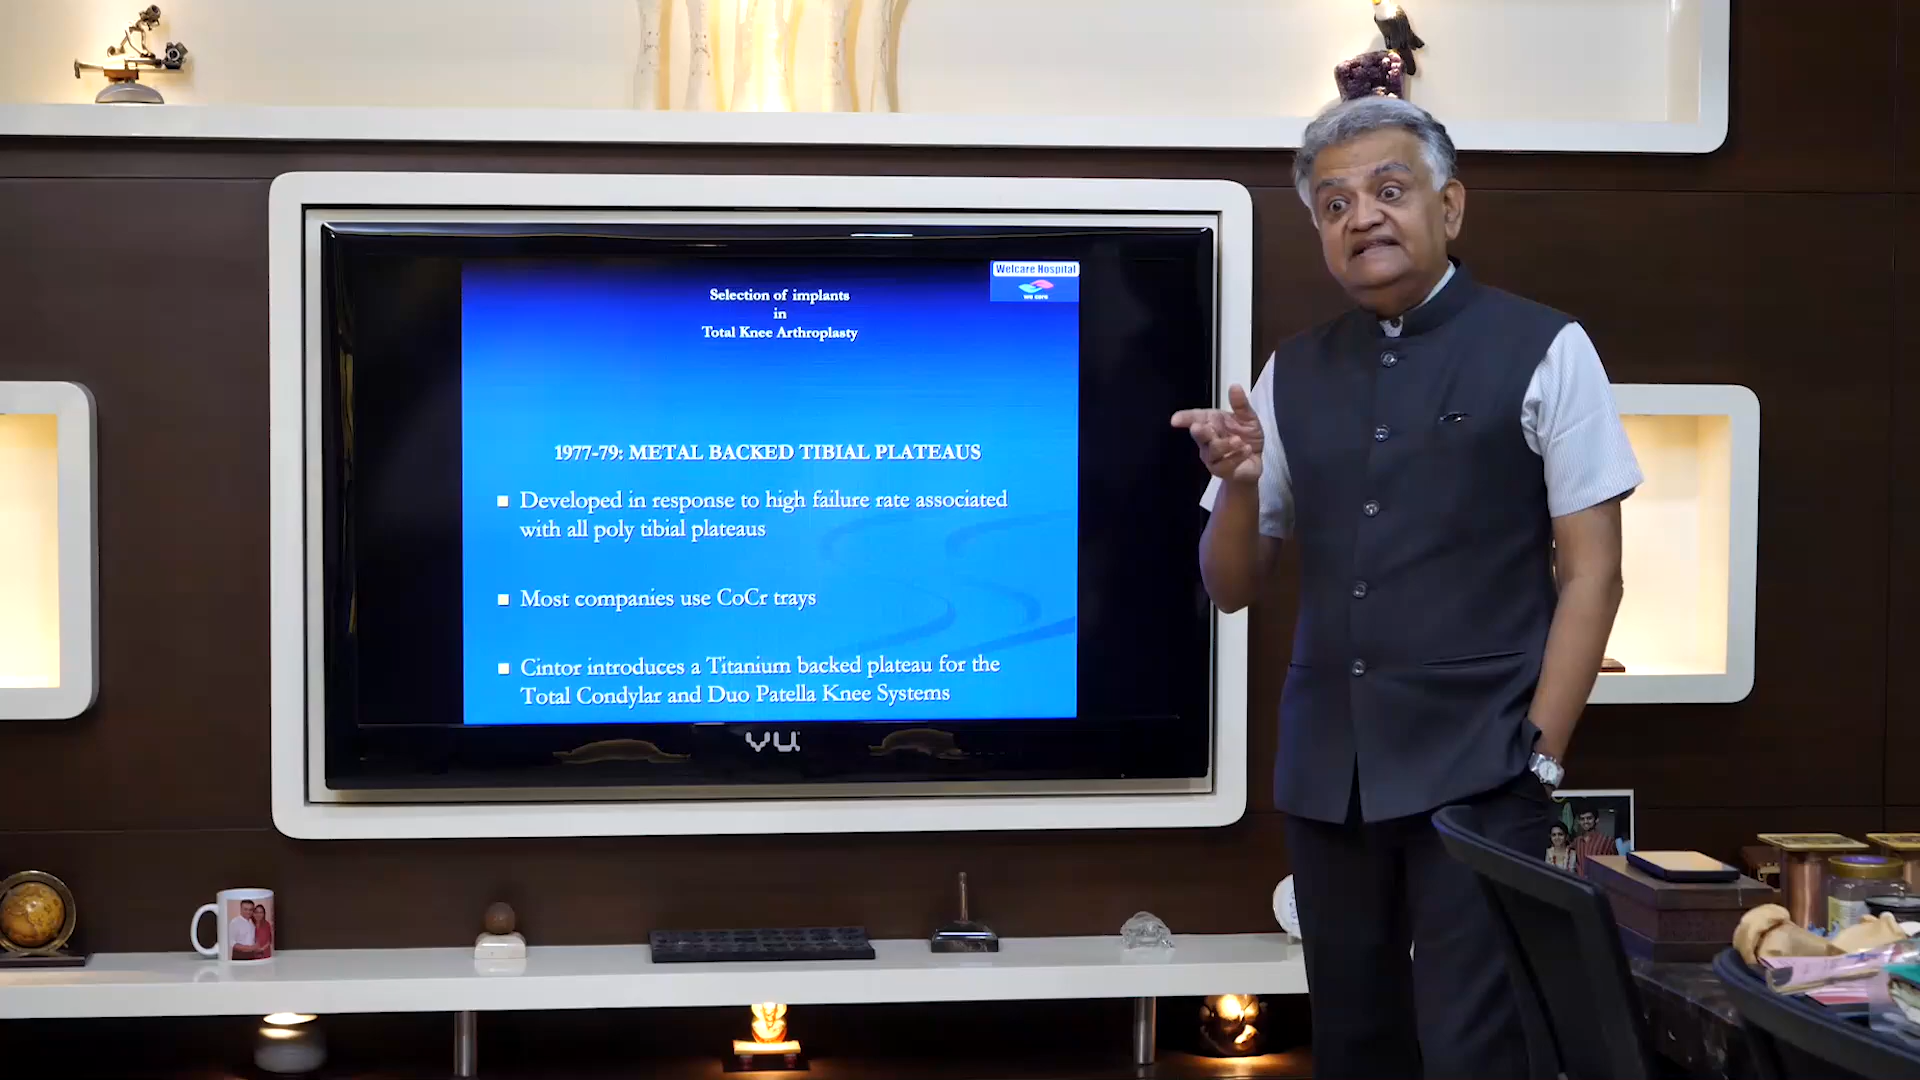 Welcare Hospital
we care
Selection of implants
in
Total Knee Arthroplasty
1977-79: METAL BACKED TIBIAL PLATEAUS
Developed in response to high failure rate associated
with all poly tibial plateaus
Most companies use CoCr trays
Cintor introduces a Titanium backed plateau for the
Total Condylar and Duo Patella Knee Systems
VU